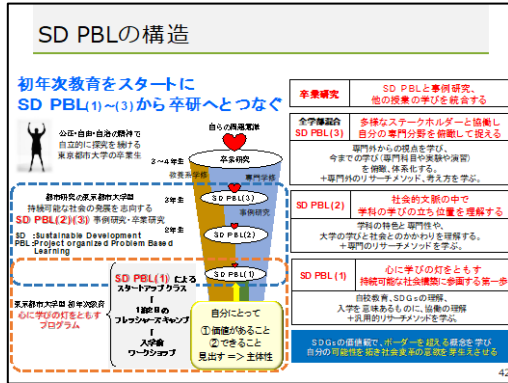 SD PBLの構造
初年次教育をスタートに
SD PBL(1)～(3)から卒研へとつなぐ
公正・自由・自治の精神で
自立的に探究を続ける
東京都市大学の卒業生
自らの問題意識
3～4年生
卒業研究
教養系学修
専門学修
都市研究の東京都市大学型
持続可能な社会の発展を志向する
SD PBL(2)(3) 事例研究・卒業研究
SD :Sustainable Development
PBL:Project organized Problem Based
Learning
3年生
SD PBL(3)
事例研究
2年生
SD PBL(2)
SD PBL(1)
東京都市大学型 初年次教育
心に学びの灯をともす
プログラム
SD PBL(1)による
スタートアップクラス
1泊2日の
フレッシャーズキャンプ
入学前
ワークショップ
自分にとって
①価値があること
②できること
見出す => 主体性
卒業研究
SD PBLと事例研究、
他の授業の学びを統合する
全学部混合
SD PBL(3)
多様なステークホルダーと協働し
自分の専門分野を俯瞰して捉える
専門外からの視点を学び、
今までの学び(専門科目や実験や演習)
を俯瞰、体系化する。
+専門外のリサーチメソッド、考え方を学ぶ。
SD PBL(2)
社会的文脈の中で
学科の学びの立ち位置を理解する
学科の特色と専門性や、
大学の学びと社会とのかかわりを理解する。
+専門のリサーチメソッドを学ぶ。
SD PBL(1)
心に学びの灯をともす
持続可能な社会構築に参画する第一歩
自校教育、SDGsの理解、
入学を意味あるものに、協働の理解
+汎用的リサーチメソッドを学ぶ。
SDGsの価値観で、ボーダーを超える概念を学び
自分の可能性を拓き社会変革の意欲を芽生えさせる
42